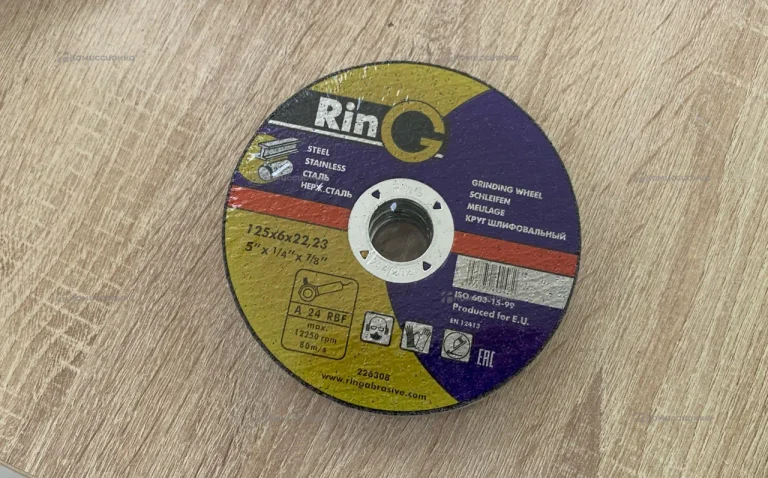 RinG
STEEL
STAINLESS
СТАЛЬ
НЕРЖ.СТАЛЬ
GRINDING WHEEL
SCHLEIFEN
MEULAGE
КРУГ ШЛИФОВАЛЬНЫЙ
125x6x22,23
5" x 1/4" x 7/8"
A 24 RBF
max.
12250 rpm
80m/s
ISO 603-15-99
Produced for E.U.
EN 12413
EAC
226308
www.ringabrasive.com